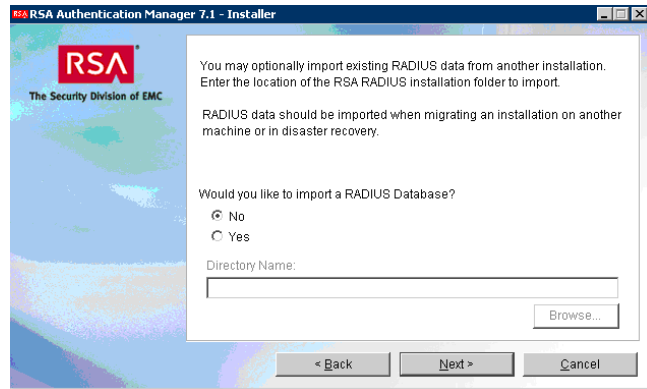 RSA RSA Authentication Manager 7.1 - Installer
RSA
The Security Division of EMC
You may optionally import existing RADIUS data from another installation.
Enter the location of the RSA RADIUS installation folder to import.
RADIUS data should be imported when migrating an installation on another
machine or in disaster recovery.
Would you like to import a RADIUS Database?
No
Yes
Directory Name:
Browse...
< Back
Next >
Cancel